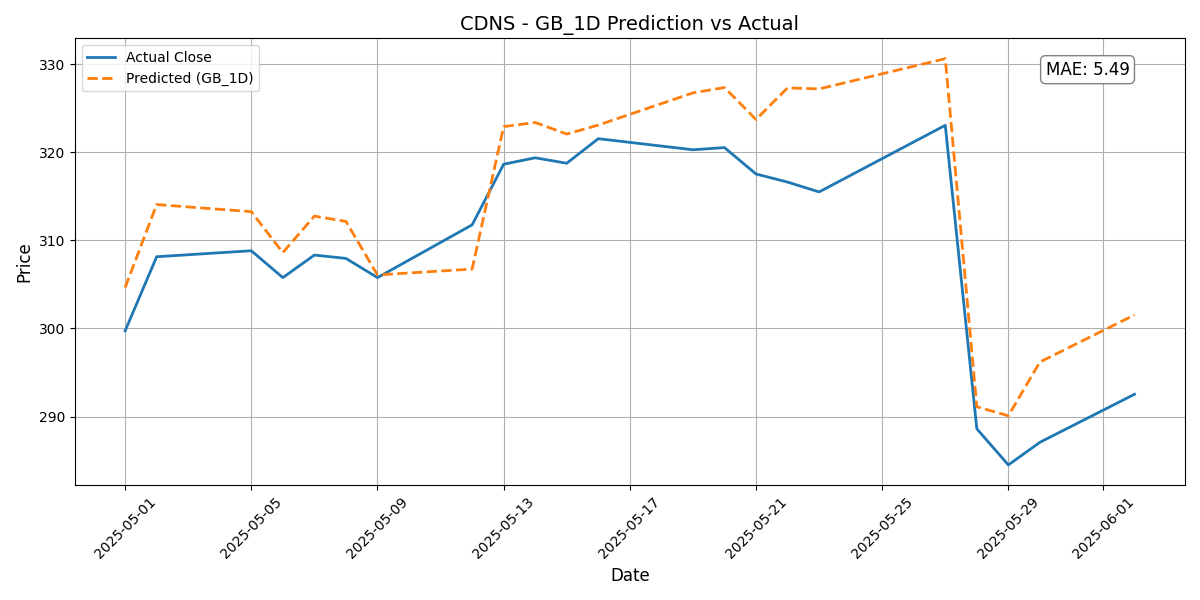 CDNS - GB_1D Prediction vs Actual
Actual Close
Predicted (GB_1D)
MAE: 5.49
Price
330
320
310
300
290
2025-05-01
2025-05-05
2025-05-09
2025-05-13
2025-05-17
2025-05-21
2025-05-25
2025-05-29
2025-06-01
Date